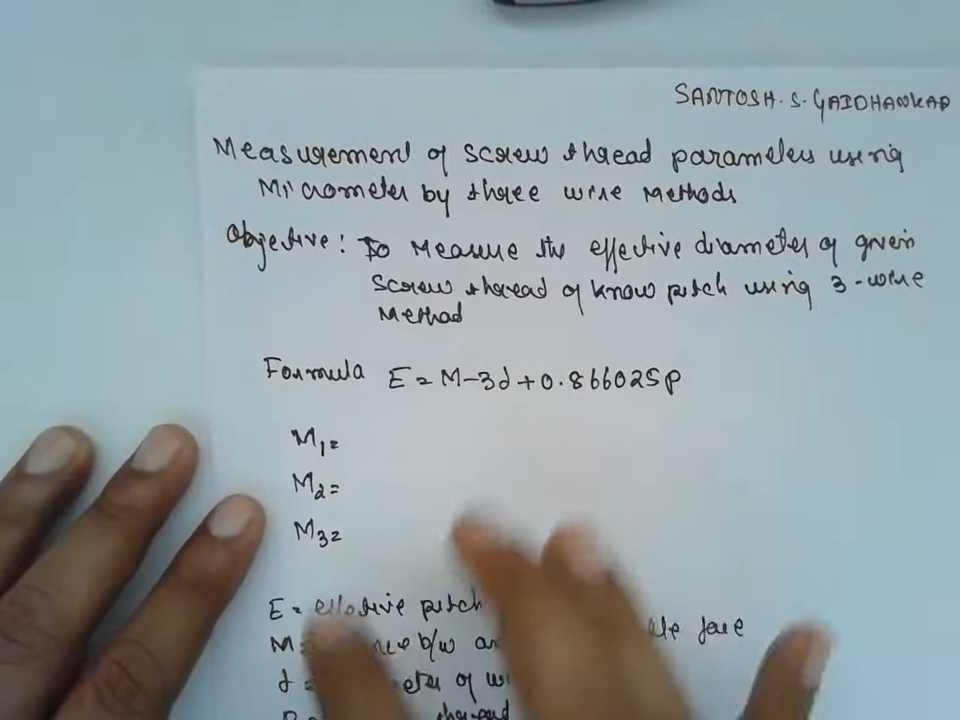 SANTOSH. S. GAIDHANKAR
Measurement of screw thread parameters using
Micrometer by three wire Methods
Objective: To Measure the effective diameter of given
Screw thread of know pitch using 3-wire
Method
Formula E = M-3d+0.866025p
M1=
M2=
M3=
E = effective pitch
M = b/w face
d = of
thread